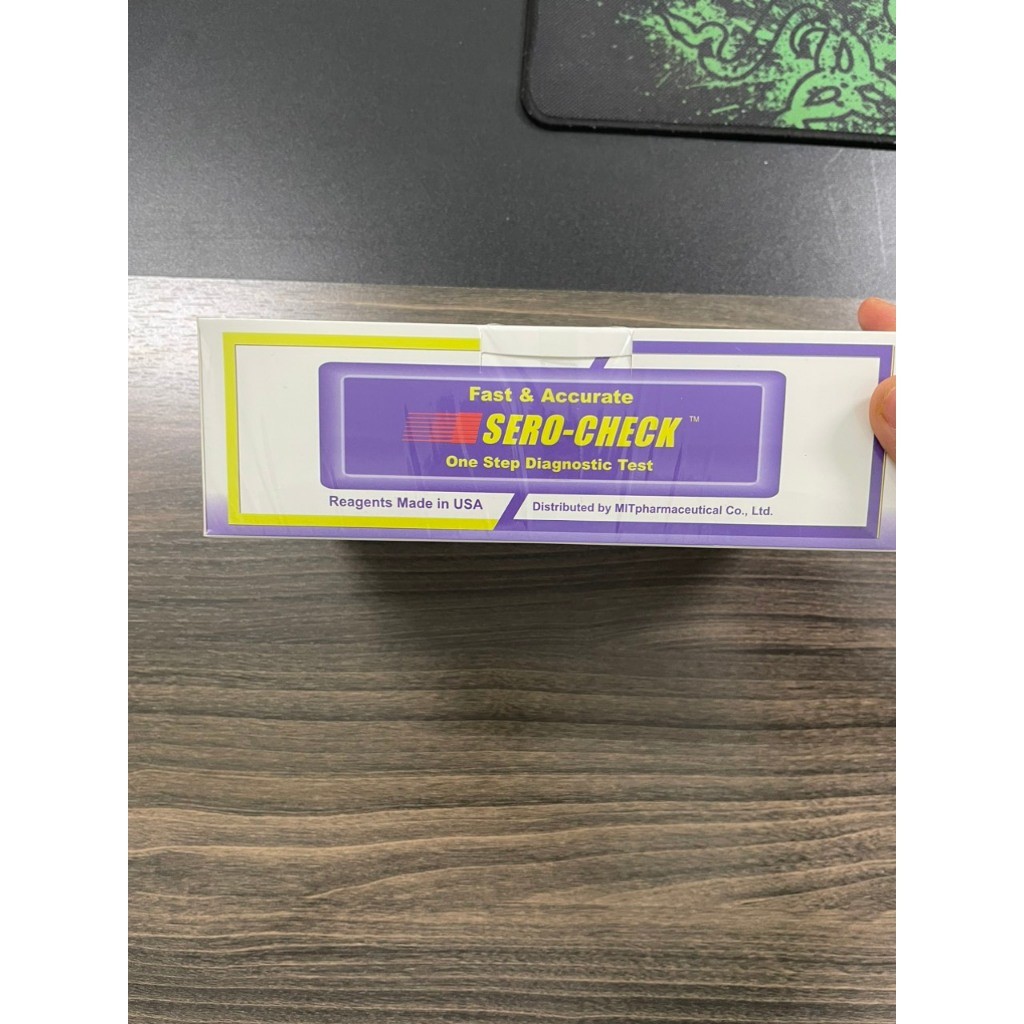 Fast & Accurate
SERO-CHECK™
One Step Diagnostic Test
Reagents Made in USA
Distributed by MITpharmaceutical Co., Ltd.